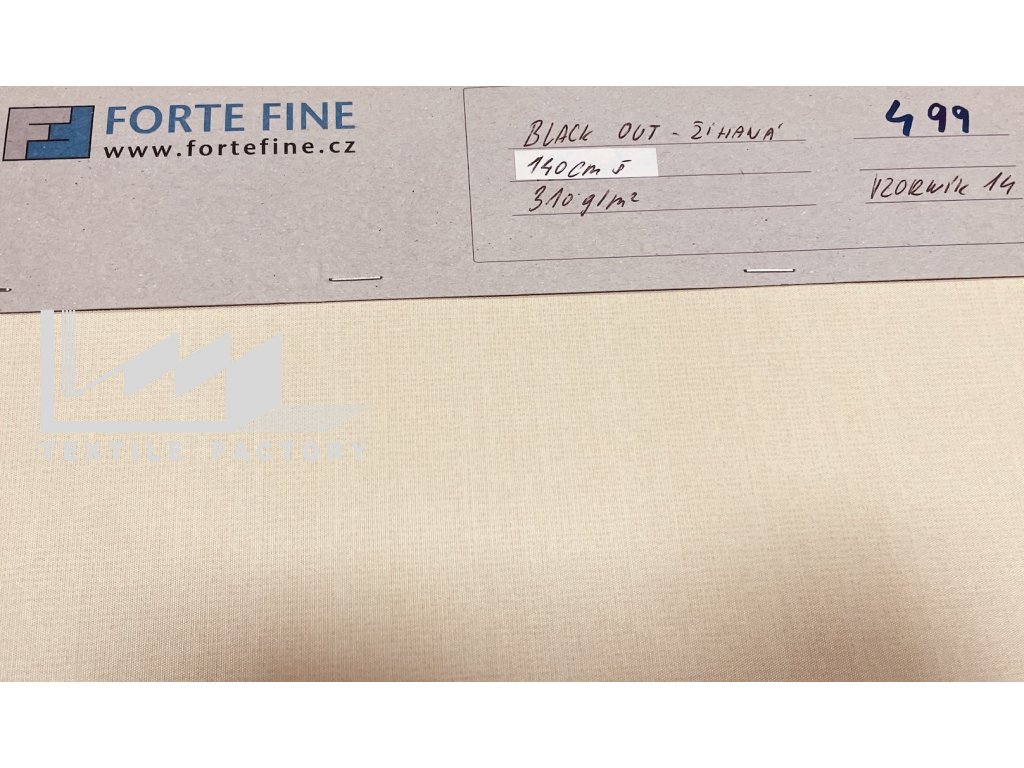 FORTE FINE
www.fortefine.cz
BLACK OUT - ŽÍHANÁ
140cm š
310 g/m²
499
VZORNÍK 14
TEXTILE FACTORY